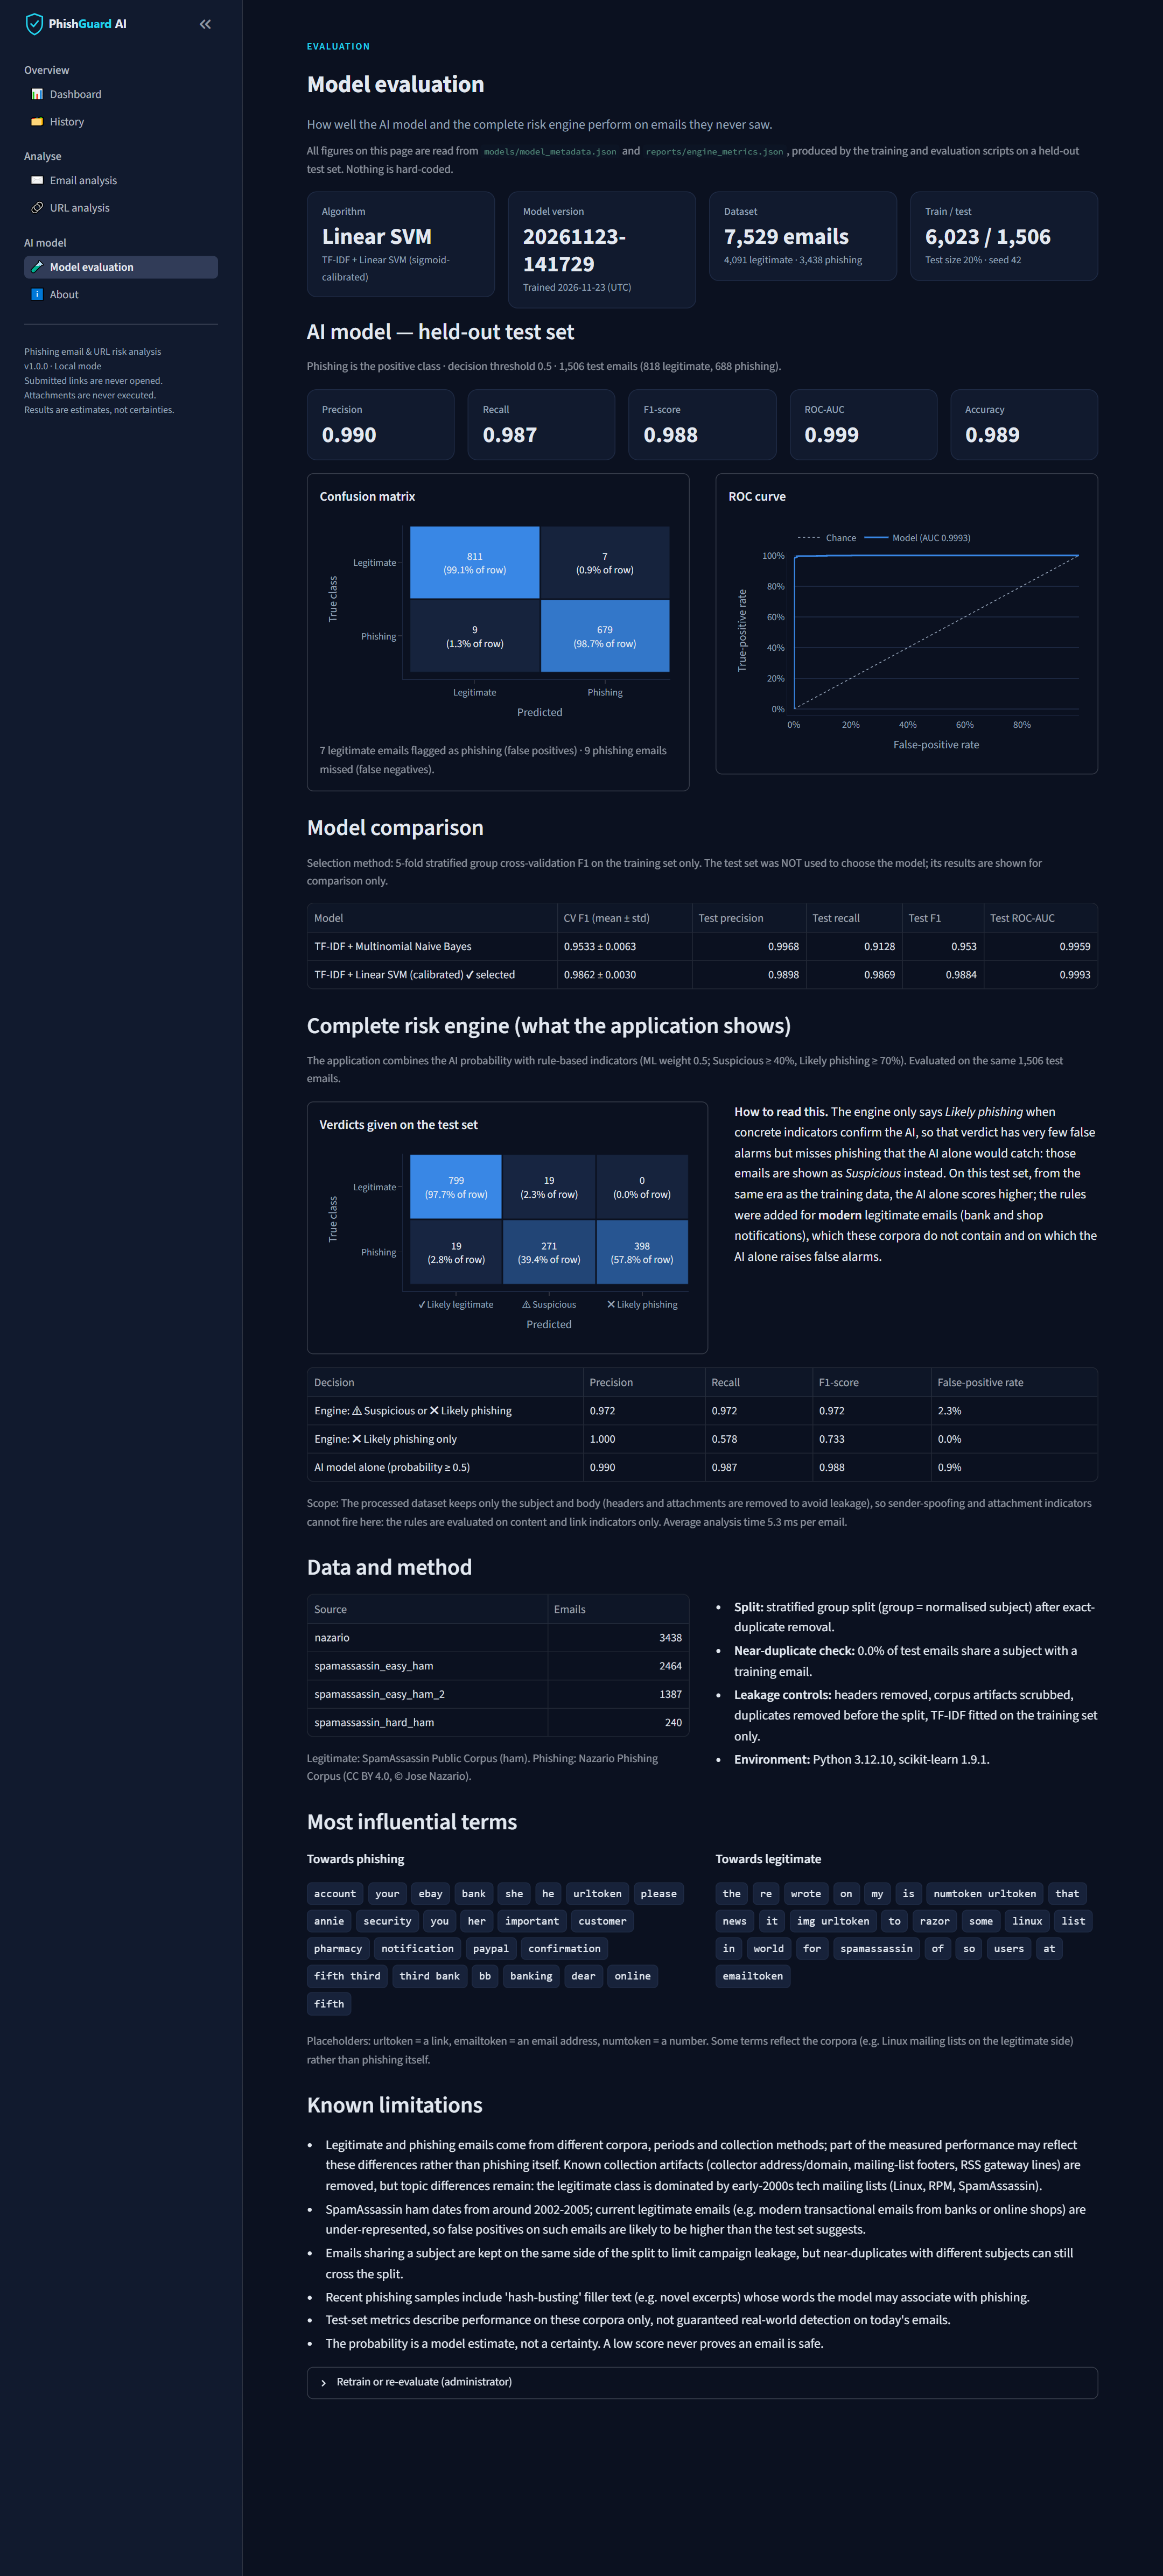 PhishGuard AI
Overview
Dashboard
History
Analyse
Email analysis
URL analysis
AI model
Model evaluation
About
Phishing email & URL risk analysis
v1.0.0 · Local mode
Submitted links are never opened.
Attachments are never executed.
Results are estimates, not certainties.
EVALUATION
Model evaluation
How well the AI model and the complete risk engine perform on emails they never saw.
All figures on this page are read from models/model_metadata.json and reports/engine_metrics.json , produced by the training and evaluation scripts on a held-out
test set. Nothing is hard-coded.
Algorithm
Linear SVM
TF-IDF + Linear SVM (sigmoid-
calibrated)
Model version
20261123-
141729
Trained 2026-11-23 (UTC)
Dataset
7,529 emails
4,091 legitimate · 3,438 phishing
Train / test
6,023 / 1,506
Test size 20% · seed 42
AI model — held-out test set
Phishing is the positive class · decision threshold 0.5 · 1,506 test emails (818 legitimate, 688 phishing).
Precision
0.990
Recall
0.987
F1-score
0.988
ROC-AUC
0.999
Accuracy
0.989
Confusion matrix
True class
Legitimate
811
(99.1% of row)
7
(0.9% of row)
Phishing
9
(1.3% of row)
679
(98.7% of row)
Legitimate
Phishing
Predicted
7 legitimate emails flagged as phishing (false positives) · 9 phishing emails
missed (false negatives).
ROC curve
Chance
Model (AUC 0.9993)
True-positive rate
100%
80%
60%
40%
20%
0%
0%
20%
40%
60%
80%
False-positive rate
Model comparison
Selection method: 5-fold stratified group cross-validation F1 on the training set only. The test set was NOT used to choose the model; its results are shown for
comparison only.
Model CV F1 (mean ± std) Test precision Test recall Test F1 Test ROC-AUC
TF-IDF + Multinomial Naive Bayes 0.9533 ± 0.0063 0.9968 0.9128 0.953 0.9959
TF-IDF + Linear SVM (calibrated) ✔ selected 0.9862 ± 0.0030 0.9898 0.9869 0.9884 0.9993
Complete risk engine (what the application shows)
The application combines the AI probability with rule-based indicators (ML weight 0.5; Suspicious ≥ 40%, Likely phishing ≥ 70%). Evaluated on the same 1,506 test
emails.
Verdicts given on the test set
True class
Legitimate
799
(97.7% of row)
19
(2.3% of row)
0
(0.0% of row)
Phishing
19
(2.8% of row)
271
(39.4% of row)
398
(57.8% of row)
✔ Likely legitimate
⚠ Suspicious
✖ Likely phishing
Predicted
How to read this. The engine only says Likely phishing when
concrete indicators confirm the AI, so that verdict has very few false
alarms but misses phishing that the AI alone would catch: those
emails are shown as Suspicious instead. On this test set, from the
same era as the training data, the AI alone scores higher; the rules
were added for modern legitimate emails (bank and shop
notifications), which these corpora do not contain and on which the
AI alone raises false alarms.
Decision Precision Recall F1-score False-positive rate
Engine: ⚠ Suspicious or ✖ Likely phishing 0.972 0.972 0.972 2.3%
Engine: ✖ Likely phishing only 1.000 0.578 0.733 0.0%
AI model alone (probability ≥ 0.5) 0.990 0.987 0.988 0.9%
Scope: The processed dataset keeps only the subject and body (headers and attachments are removed to avoid leakage), so sender-spoofing and attachment indicators
cannot fire here: the rules are evaluated on content and link indicators only. Average analysis time 5.3 ms per email.
Data and method
Source Emails
nazario 3438
spamassassin_easy_ham 2464
spamassassin_easy_ham_2 1387
spamassassin_hard_ham 240
Legitimate: SpamAssassin Public Corpus (ham). Phishing: Nazario Phishing
Corpus (CC BY 4.0, © Jose Nazario).
• Split: stratified group split (group = normalised subject) after exact-
duplicate removal.
• Near-duplicate check: 0.0% of test emails share a subject with a
training email.
• Leakage controls: headers removed, corpus artifacts scrubbed,
duplicates removed before the split, TF-IDF fitted on the training set
only.
• Environment: Python 3.12.10, scikit-learn 1.9.1.
Most influential terms
Towards phishing
account your ebay bank she he urltoken please
annie security you her important customer
pharmacy notification paypal confirmation
fifth third third bank bb banking dear online
fifth
Towards legitimate
the re wrote on my is numtoken urltoken that
news it img urltoken to razor some linux list
in world for spamassassin of so users at
emailtoken
Placeholders: urltoken = a link, emailtoken = an email address, numtoken = a number. Some terms reflect the corpora (e.g. Linux mailing lists on the legitimate side)
rather than phishing itself.
Known limitations
• Legitimate and phishing emails come from different corpora, periods and collection methods; part of the measured performance may reflect
these differences rather than phishing itself. Known collection artifacts (collector address/domain, mailing-list footers, RSS gateway lines) are
removed, but topic differences remain: the legitimate class is dominated by early-2000s tech mailing lists (Linux, RPM, SpamAssassin).
• SpamAssassin ham dates from around 2002-2005; current legitimate emails (e.g. modern transactional emails from banks or online shops) are
under-represented, so false positives on such emails are likely to be higher than the test set suggests.
• Emails sharing a subject are kept on the same side of the split to limit campaign leakage, but near-duplicates with different subjects can still
cross the split.
• Recent phishing samples include 'hash-busting' filler text (e.g. novel excerpts) whose words the model may associate with phishing.
• Test-set metrics describe performance on these corpora only, not guaranteed real-world detection on today's emails.
• The probability is a model estimate, not a certainty. A low score never proves an email is safe.
Retrain or re-evaluate (administrator)